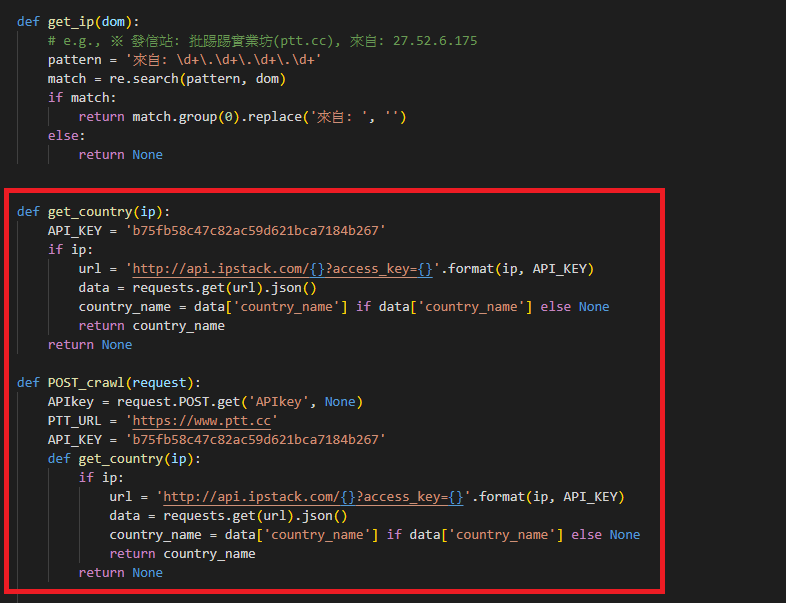 def get_ip(dom):
    # e.g., ※ 發信站: 批踢踢實業坊(ptt.cc), 來自: 27.52.6.175
    pattern = '來自: \d+\.\d+\.\d+\.\d+'
    match = re.search(pattern, dom)
    if match:
        return match.group(0).replace('來自: ', '')
    else:
        return None
def get_country(ip):
    API_KEY = 'b75fb58c47c82ac59d621bca7184b267'
    if ip:
        url = 'http://api.ipstack.com/{}?access_key={}'.format(ip, API_KEY)
        data = requests.get(url).json()
        country_name = data['country_name'] if data['country_name'] else None
        return country_name
    return None
def POST_crawl(request):
    APIkey = request.POST.get('APIkey', None)
    PTT_URL = 'https://www.ptt.cc'
    API_KEY = 'b75fb58c47c82ac59d621bca7184b267'
    def get_country(ip):
        if ip:
            url = 'http://api.ipstack.com/{}?access_key={}'.format(ip, API_KEY)
            data = requests.get(url).json()
            country_name = data['country_name'] if data['country_name'] else None
            return country_name
        return None